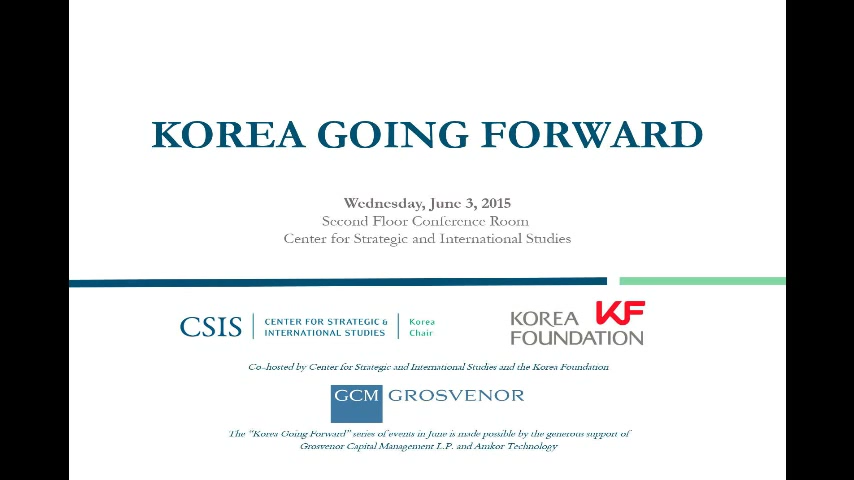 KOREA GOING FORWARD
Wednesday, June 3, 2015
Second Floor Conference Room
Center for Strategic and International Studies
CSIS
CENTER FOR STRATEGIC &
INTERNATIONAL STUDIES
Korea
Chair
KOREA KF
FOUNDATION
Co-hosted by Center for Strategic and International Studies and the Korea Foundation
GCM GROSVENOR
The "Korea Going Forward" series of events in June is made possible by the generous support of
Grosvenor Capital Management L.P. and Amkor Technology